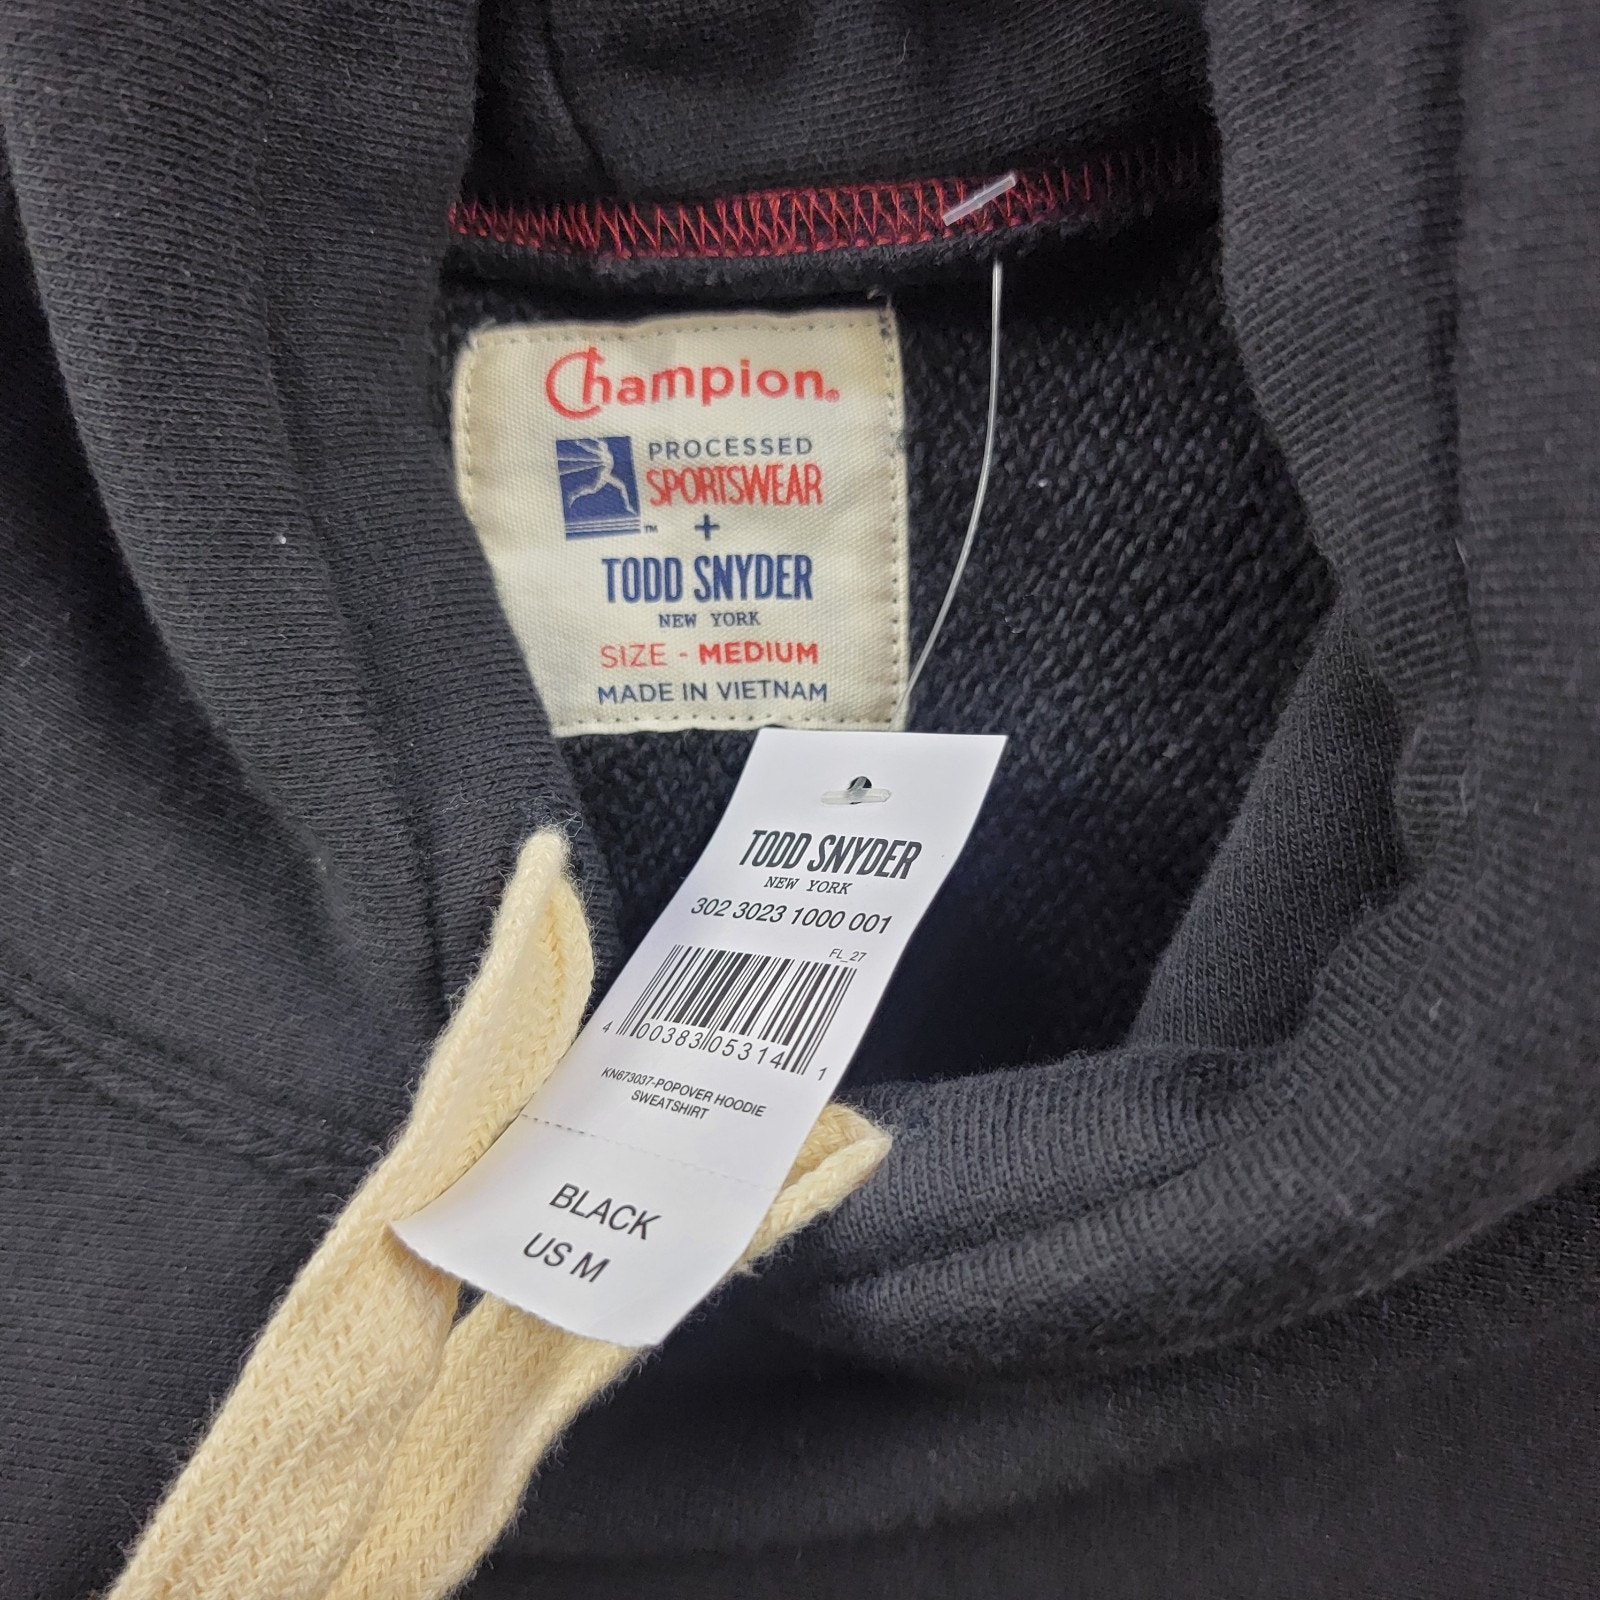 Champion®
PROCESSED
SPORTSWEAR
™ +
TODD SNYDER
NEW YORK
SIZE - MEDIUM
MADE IN VIETNAM
TODD SNYDER
NEW YORK
302 3023 1000 001
FL_27
4 00383 05314 1
KN673037-POPOVER HOODIE
SWEATSHIRT
BLACK
US M